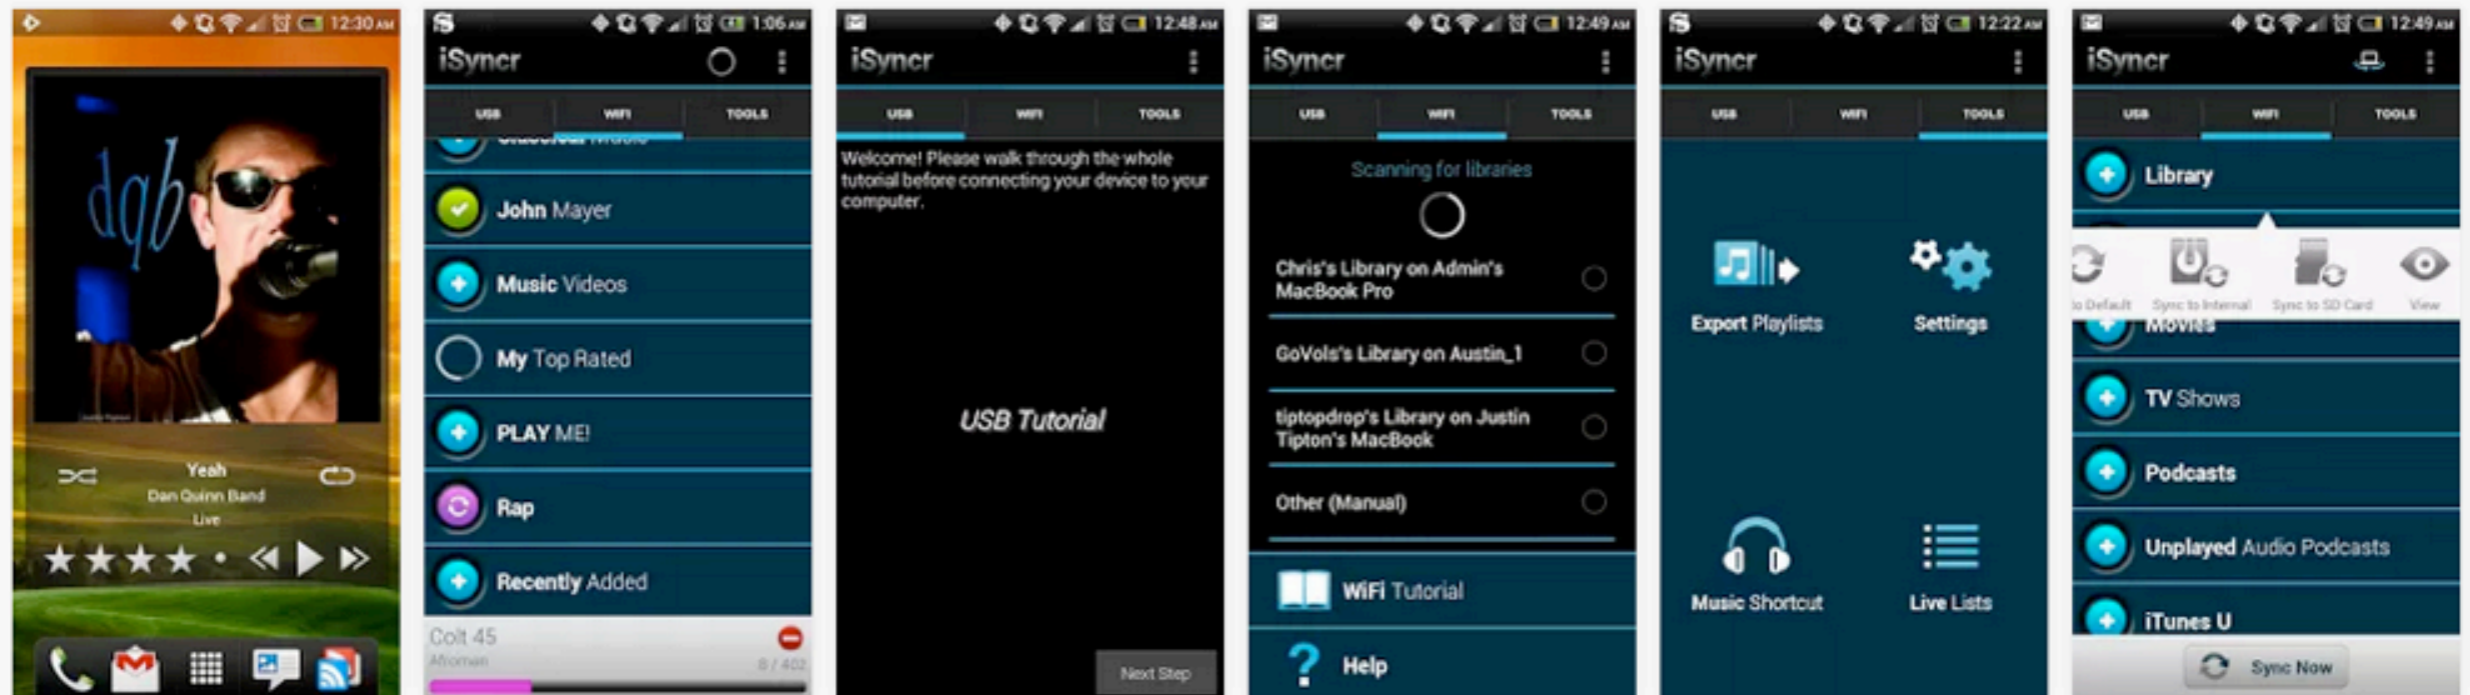 12:30 AM
dqb
Yeah
Dan Quinn Band
Live
1:06 AM
iSyncr
USB
WIFI
TOOLS
Classical Music
John Mayer
Music Videos
My Top Rated
PLAY ME!
Rap
Recently Added
Colt 45
Afroman
8 / 402
12:48 AM
iSyncr
USB
WIFI
TOOLS
Welcome! Please walk through the whole
tutorial before connecting your device to your
computer.
USB Tutorial
Next Step
12:49 AM
iSyncr
USB
WIFI
TOOLS
Scanning for libraries
Chris's Library on Admin's
MacBook Pro
GoVols's Library on Austin_1
tiptopdrop's Library on Justin
Tipton's MacBook
Other (Manual)
WiFi Tutorial
Help
12:22 AM
iSyncr
USB
WIFI
TOOLS
Export Playlists
Settings
Music Shortcut
Live Lists
12:49 AM
iSyncr
USB
WIFI
TOOLS
Library
to Default
Sync to Internal
Sync to SD Card
View
Movies
TV Shows
Podcasts
Unplayed Audio Podcasts
iTunes U
Sync Now